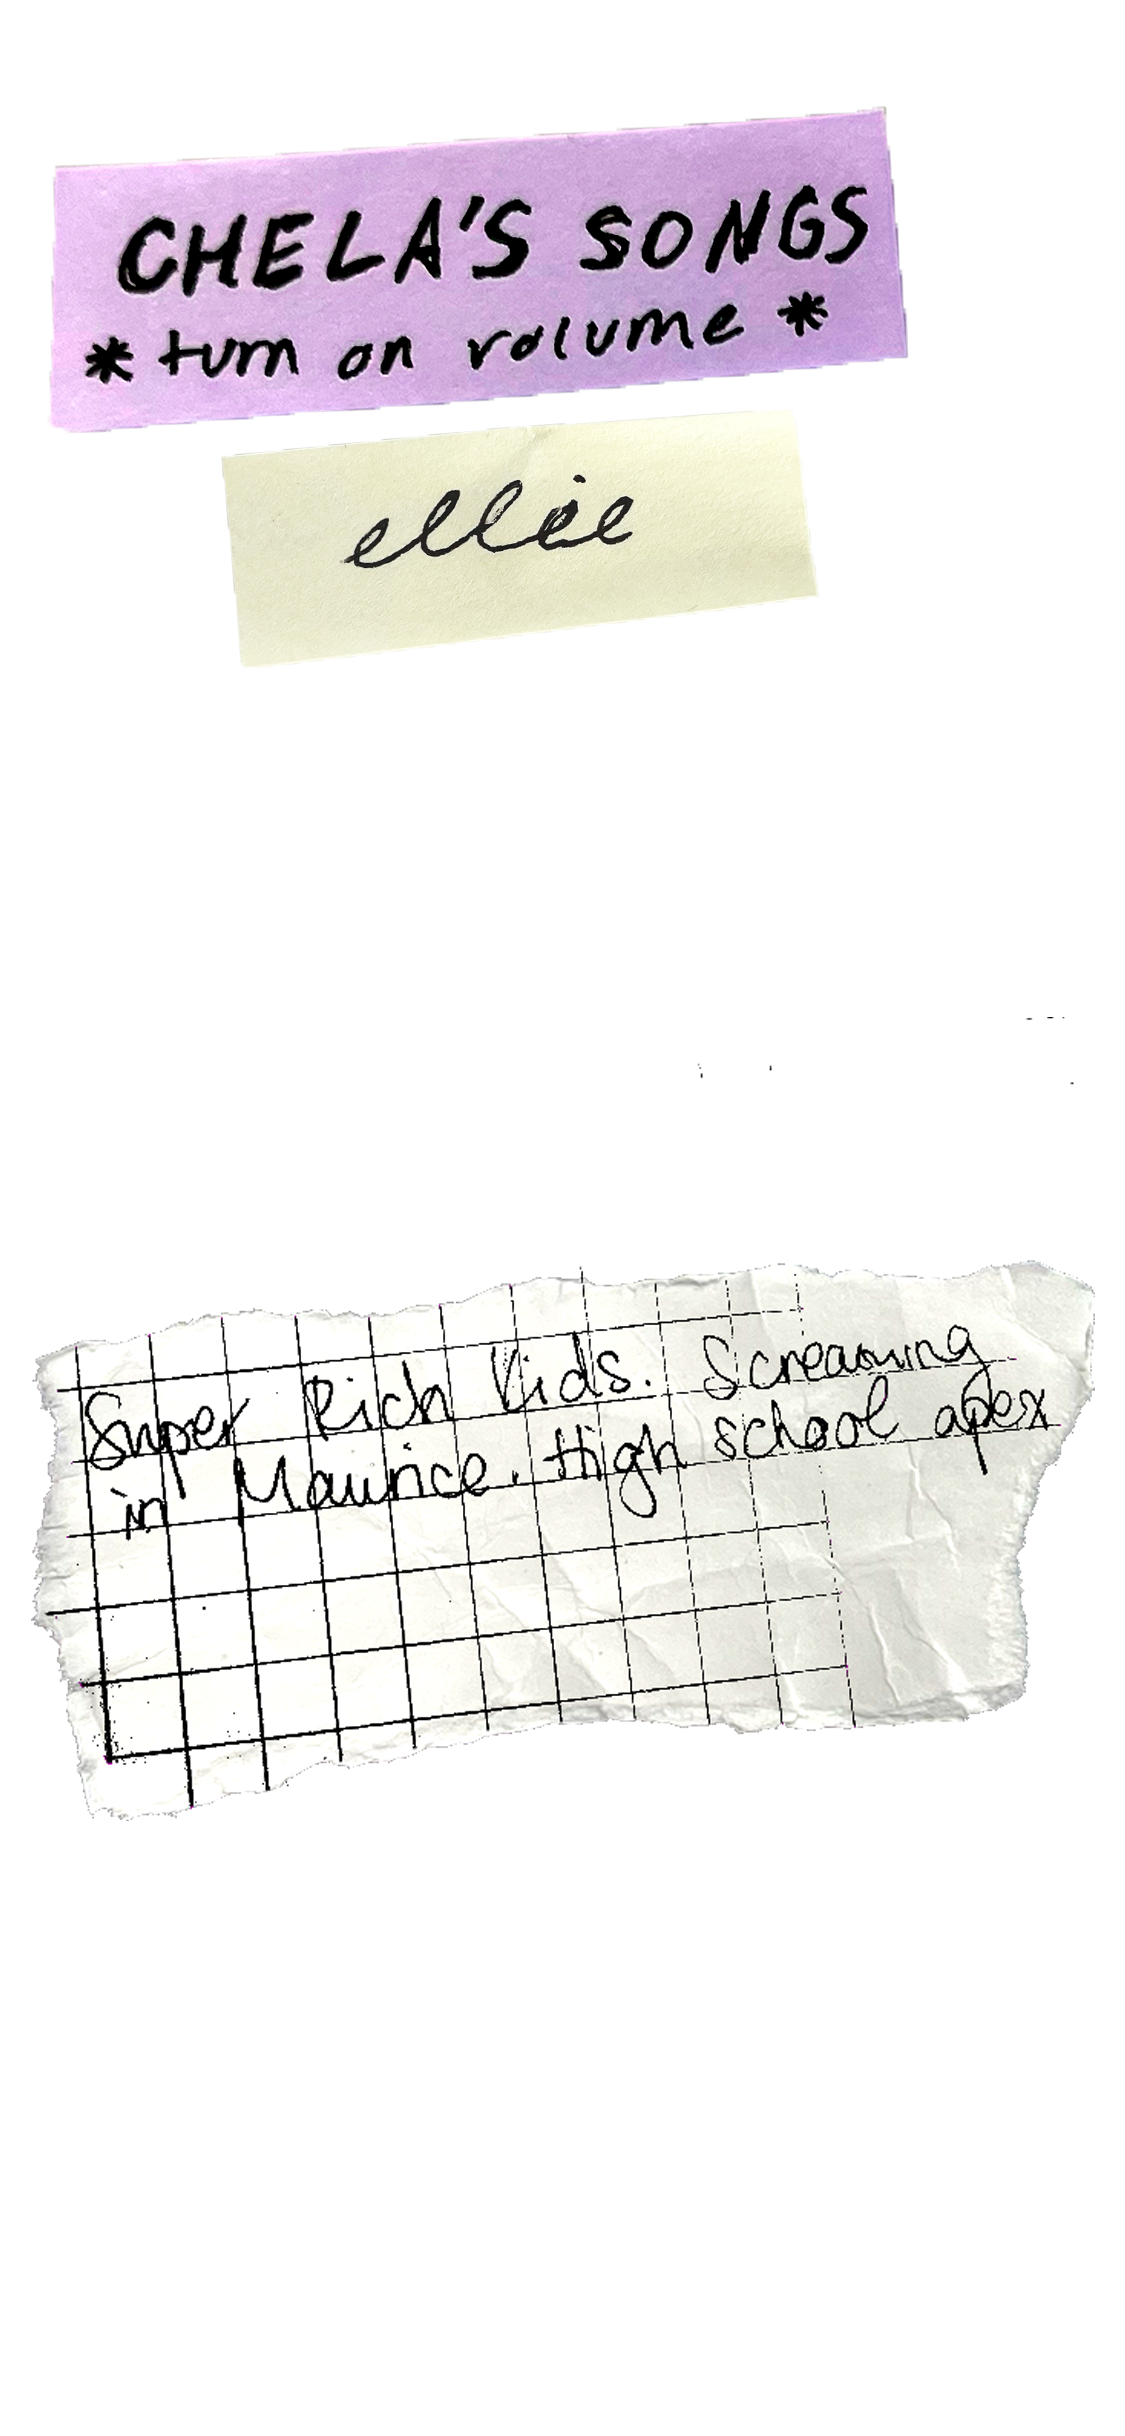 CHELA'S SONGS
* turn on volume *
ellie
Super Rich Kids. Screaming
in Maurice. High school apex